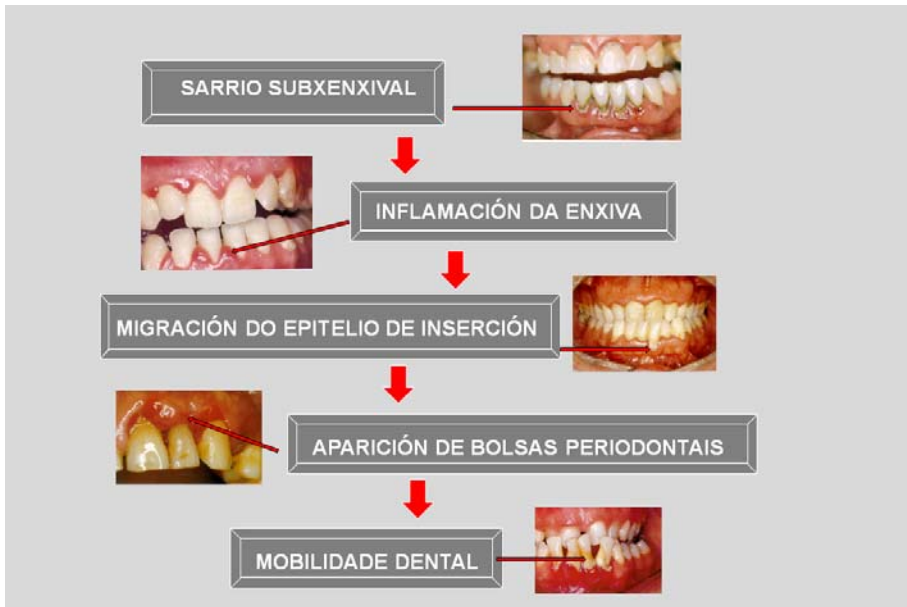 SARRIO SUBXENXIVAL
INFLAMACIÓN DA ENXIVA
MIGRACIÓN DO EPITELIO DE INSERCIÓN
APARICIÓN DE BOLSAS PERIODONTAIS
MOBILIDADE DENTAL